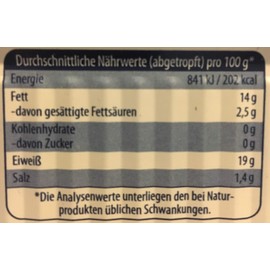 Durchschnittliche Nährwerte (abgetropft) pro 100 g*
Energie 841 kJ / 202 kcal
Fett 14 g
-davon gesättigte Fettsäuren 2,5 g
Kohlenhydrate 0 g
-davon Zucker 0 g
Eiweiß 19 g
Salz 1,4 g
*Die Analysenwerte unterliegen den bei Natur-
produkten üblichen Schwankungen.